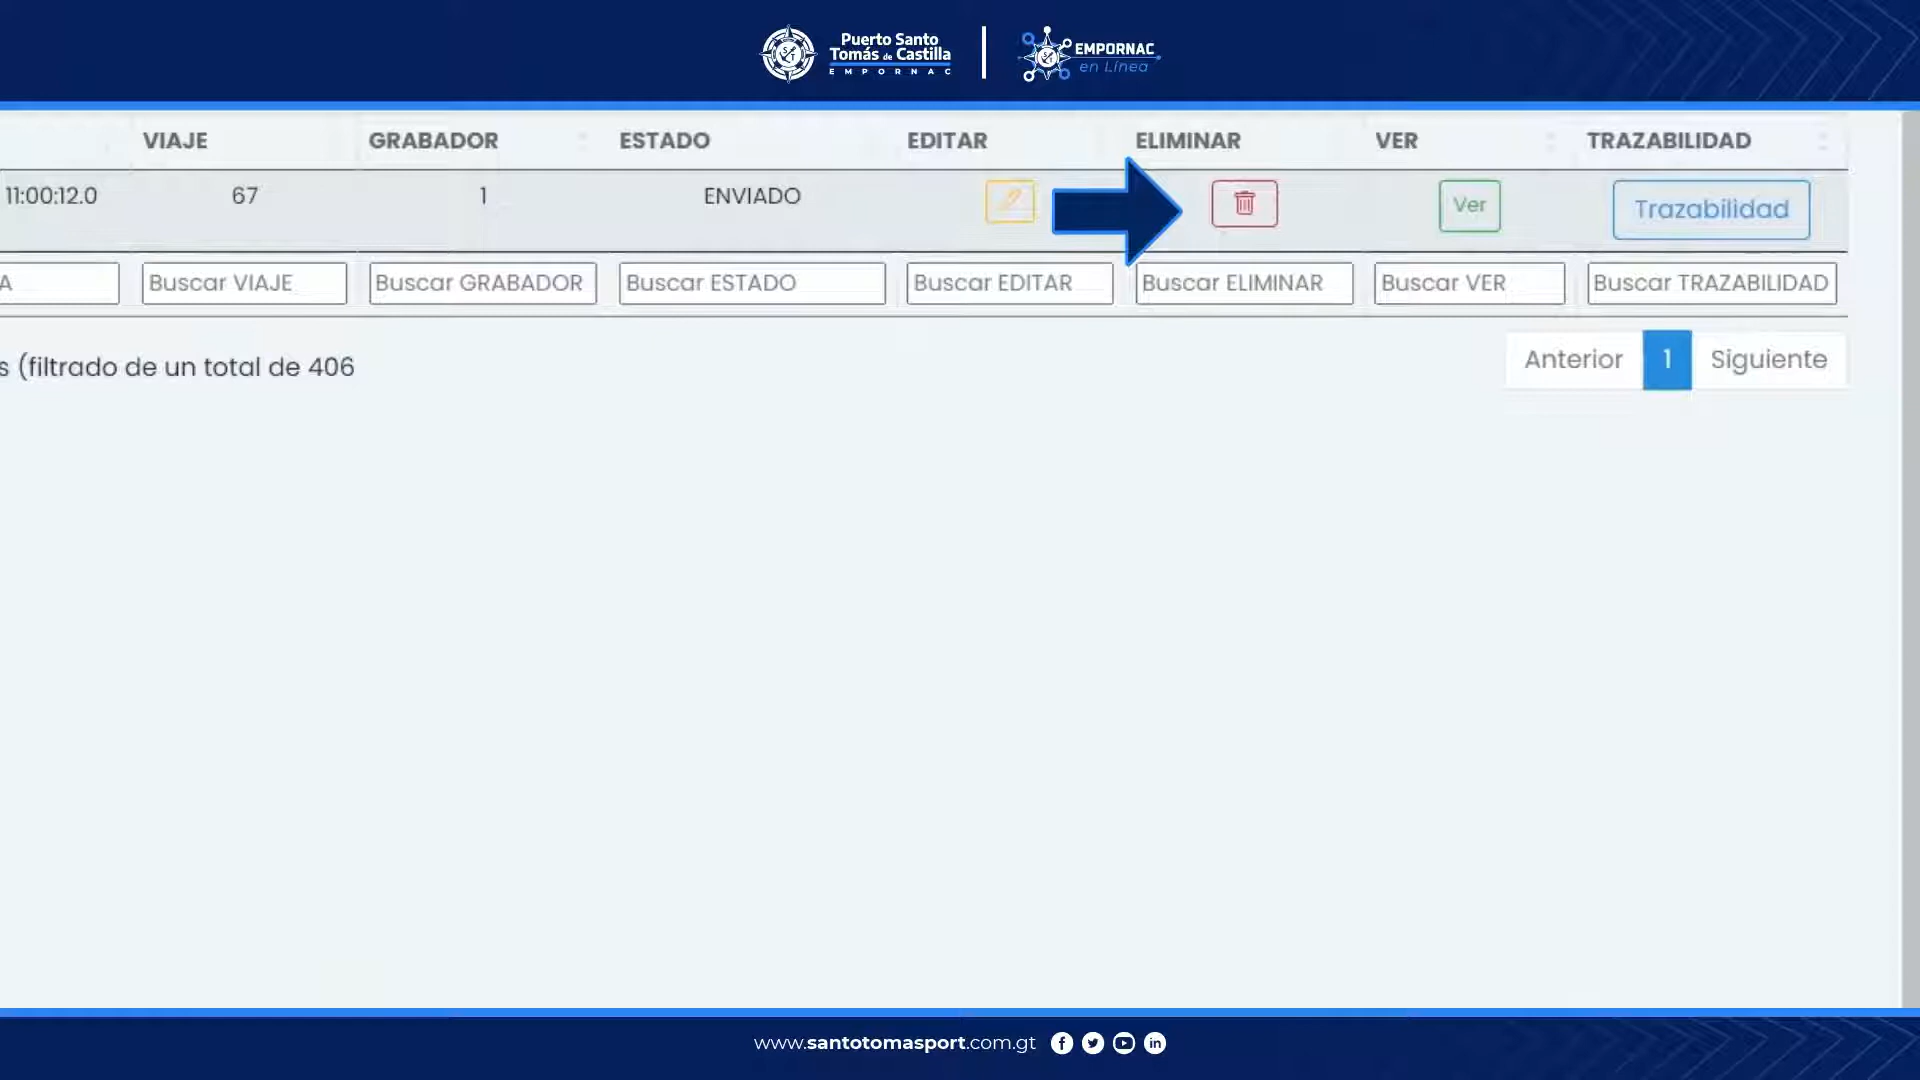 Puerto Santo
Tomás de Castilla
EMPORNAC
EMPORNAC
en Línea
VIAJE GRABADOR ESTADO EDITAR ELIMINAR VER TRAZABILIDAD
11:00:12.0 67 1 ENVIADO Ver Trazabilidad
A Buscar VIAJE Buscar GRABADOR Buscar ESTADO Buscar EDITAR Buscar ELIMINAR Buscar VER Buscar TRAZABILIDAD
s (filtrado de un total de 406
Anterior 1 Siguiente
www.santotomasport.com.gt